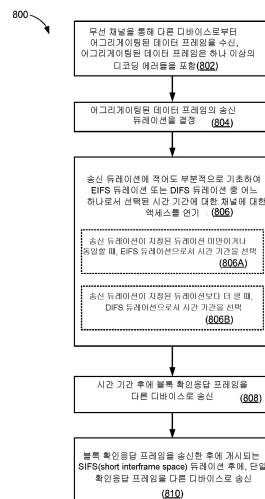 800
무선 채널을 통해 다른 디바이스로부터
어그리게이팅된 데이터 프레임을 수신,
어그리게이팅된 데이터 프레임은 하나 이상의
디코딩 에러들을 포함(802)
어그리게이팅된 데이터 프레임의 송신
듀레이션을 결정 (804)
송신 듀레이션에 적어도 부분적으로 기초하여
EIFS 듀레이션 또는 DIFS 듀레이션 중 어느
하나로서 선택된 시간 기간에 대한 채널에 대한
액세스를 연기 (806)
송신 듀레이션이 지정된 듀레이션 미만이거나
동일할 때, EIFS 듀레이션으로서 시간 기간을 선택
(806A)
송신 듀레이션이 지정된 듀레이션보다 더 클 때,
DIFS 듀레이션으로서 시간 기간을 선택
(806B)
시간 기간 후에 블록 확인응답 프레임을
다른 디바이스로 송신 (808)
블록 확인응답 프레임을 송신한 후에 개시되는
SIFS(short interframe space) 듀레이션 후에, 단일
확인응답 프레임을 다른 디바이스로 송신
(810)